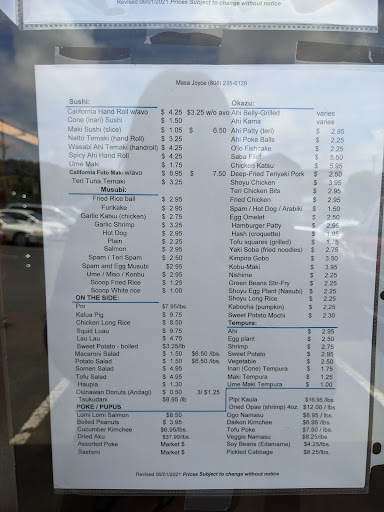 Revised 06/01/2021 Prices Subject to change without notice
Masa Joyce (808) 235-6129
Sushi:
California Hand Roll w/avo $ 4.25 $3.25 w/o avo
Cone (inari) Sushi $ 1.50
Maki Sushi (slice) $ 1.05 $ 6.50
Natto Temaki (hand Roll) $ 3.25
Wasabi Ahi Temaki (handroll) $ 4.25
Spicy Ahi Hand Roll $ 4.25
Ume Maki $ 1.75
California Futo Maki w/avo $ 8.95 $ 7.50
Teri Tuna Temaki $ 3.25
Musubi:
Fried Rice ball $ 2.95
Furikake $ 2.95
Garlic Katsu (chicken) $ 2.75
Garlic Shrimp $ 3.25
Hot Dog $ 2.95
Plain $ 2.25
Salmon $ 2.95
Spam / Teri Spam $ 2.50
Spam and Egg Musubi $2.95
Ume / Miso / Konbu $ 2.95
Scoop Fried Rice $ 1.25
Scoop White rice $ 1.00
ON THE SIDE:
Poi $7.95/lbs.
Kalua Pig $ 9.75
Chicken Long Rice $ 8.50
Squid Luau $ 9.75
Lau Lau $ 4.75
Sweet Potato - boiled $3.25/lb
Macaroni Salad $ 1.50 $6.50 /lbs.
Potato Salad $ 1.50 $6.50 /lbs.
Somen Salad $ 4.95
Tofu Salad $ 4.95
Haupia $ 1.30
Okinawan Donuts (Andagi) $ 0.50 3/ $1.25
Tsukudani $8.95 /lb
POKE / PUPUS
Lomi Lomi Salmon $8.50
Boiled Peanuts $ 3.95
Cucumber Kimchee $6.95/lbs.
Dried Aku $37.99/lbs.
Assorted Poke Market $
Sashimi Market $
Okazu:
Ahi Belly-Grilled varies
Ahi Kama varies
Ahi Patty (teri) $ 2.95
Ahi Poke Balls $ 2.25
O'io Fishcake $ 2.25
Saba Filet $ 5.50
Chicken Katsu $ 5.95
Deep-Fried Teriyaki Pork $ 2.50
Shoyu Chicken $ 3.95
Teri Chicken Bits $ 2.95
Fried Chicken $ 2.95
Spam / Hot Dog / Arabiki $ 1.50
Egg Omelet $ 2.50
Hamburger Patty $ 2.95
Hash (croquette) $ 1.95
Tofu squares (grilled) $ 1.75
Yaki Soba (fried noodles) $ 2.75
Kimpira Gobo $ 3.50
Kobu-Maki $ 3.95
Nishime $ 2.25
Green Beans Stir-Fry $ 2.25
Shoyu Egg Plant (Nasubi) $ 2.25
Shoyu Long Rice $ 2.25
Kabocha (pumpkin) $ 2.25
Sweet Potato Mochi $ 2.30
Tempura:
Ahi $ 2.95
Egg plant $ 2.50
Shrimp $ 2.75
Sweet Potato $ 2.95
Vegetable $ 2.50
Inari (Cone) Tempura $ 1.75
Maki Tempura $ 1.25
Ume Maki Tempura $ 1.00
Pipi Kaula $16.95 /lbs.
Dried Opae (shrimp) 4oz. $12.00 / lbs
Ogo Namasu $8.95 / lbs.
Daikon Kimchee $6.95 /lbs.
Tofu Poke $7.50 / lbs.
Veggie Namasu $8.25/lbs.
Soy Beans (Edamama) $4.25/lbs.
Pickled Cabbage $8.25/lbs.
Revised 06/01/2021 Prices Subject to change without notice